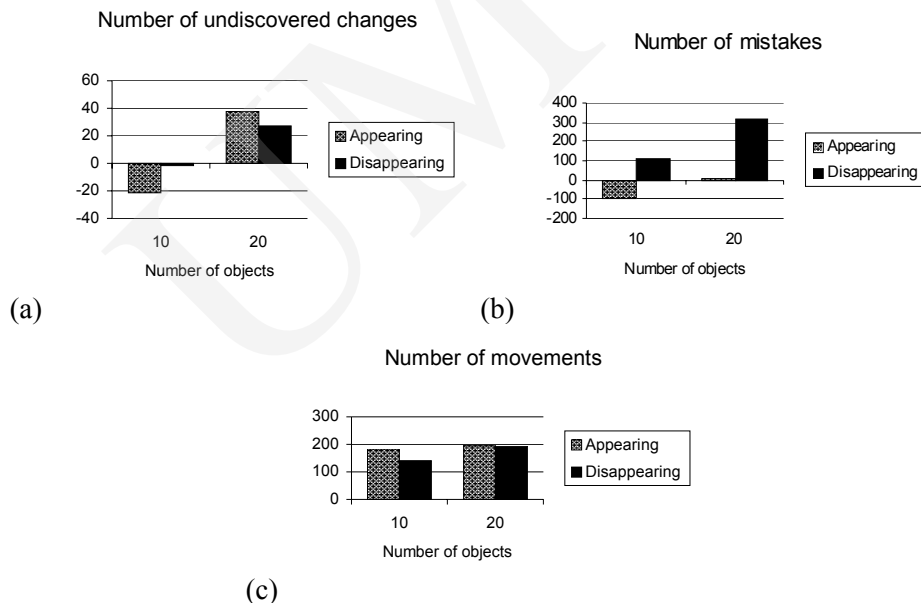 Number of undiscovered changes
60
40
20
0
-20
-40
10 20
Number of objects
Appearing
Disappearing
(a)
Number of mistakes
400
300
200
100
0
-100
-200
10 20
Number of objects
Appearing
Disappearing
(b)
Number of movements
300
200
100
0
10 20
Number of objects
Appearing
Disappearing
(c)
UM